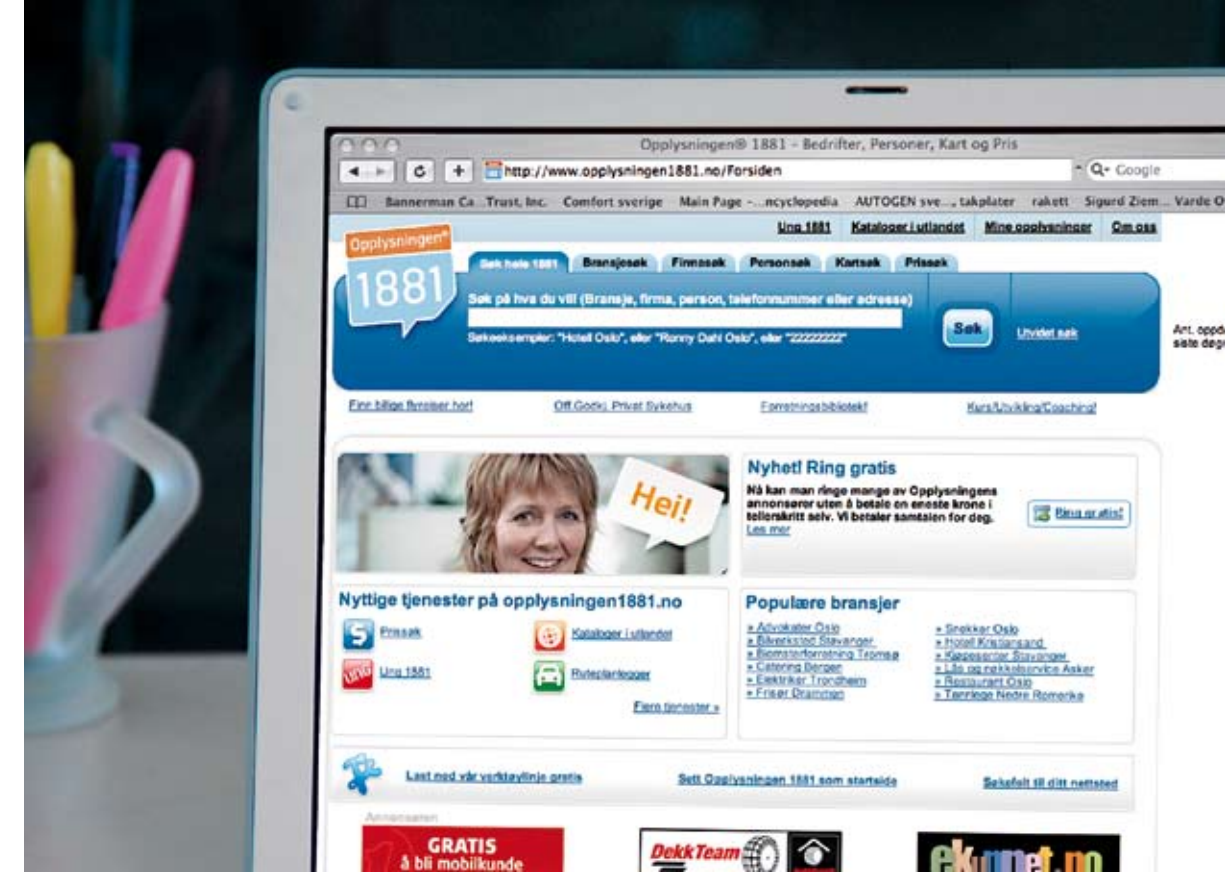 Opplysningen® 1881 - Bedrifter, Personer, Kart og Pris
http://www.opplysningen1881.no/Forsiden
Google
Bannerman Ca...Trust, Inc. Comfort sverige Main Page -...ncyclopedia AUTOGEN sve..., takplater rakett Sigurd Ziem... Varde O
Ung 1881 Kataloger i utlandet Mine opplysninger Om oss
Opplysningen®
1881
Søk hele 1881 Bransjesøk Firmasøk Personsøk Kartsøk Prissøk
Søk på hva du vil! (Bransje, firma, person, telefonnummer eller adresse)
Søk
Utvidet søk
Søkeeksempler: "Hotell Oslo", eller "Ronny Dahl Oslo", eller "22222222"
Ant. oppd
siste døgn
Finn billige flyreiser her! Off.Godkj. Privat Sykehus Forretningsbibliotek! Kurs/Utvikling/Coaching!
Hei!
Nyhet! Ring gratis
Nå kan man ringe mange av Opplysningens
annonsører uten å betale en eneste krone i
tellerskritt selv. Vi betaler samtalen for deg.
Les mer
Ring gratis!
Nyttige tjenester på opplysningen1881.no
Prissøk
Kataloger i utlandet
ung
Ung 1881
Ruteplanlegger
Flere tjenester »
Populære bransjer
» Advokater Oslo
» Bilverksted Stavanger
» Blomsterforretning Tromsø
» Catering Bergen
» Elektriker Trondheim
» Frisør Drammen
» Snekker Oslo
» Hotell Kristiansand
» Kjøpesenter Stavanger
» Lås og nøkkelservice Asker
» Restaurant Oslo
» Tannlege Nedre Romerike
Last ned vår verktøylinje gratis Sett Opplysningen 1881 som startside Søkefelt til ditt nettsted
Annonsører
GRATIS
å bli mobilkunde
DekkTeam
ekunnet.no